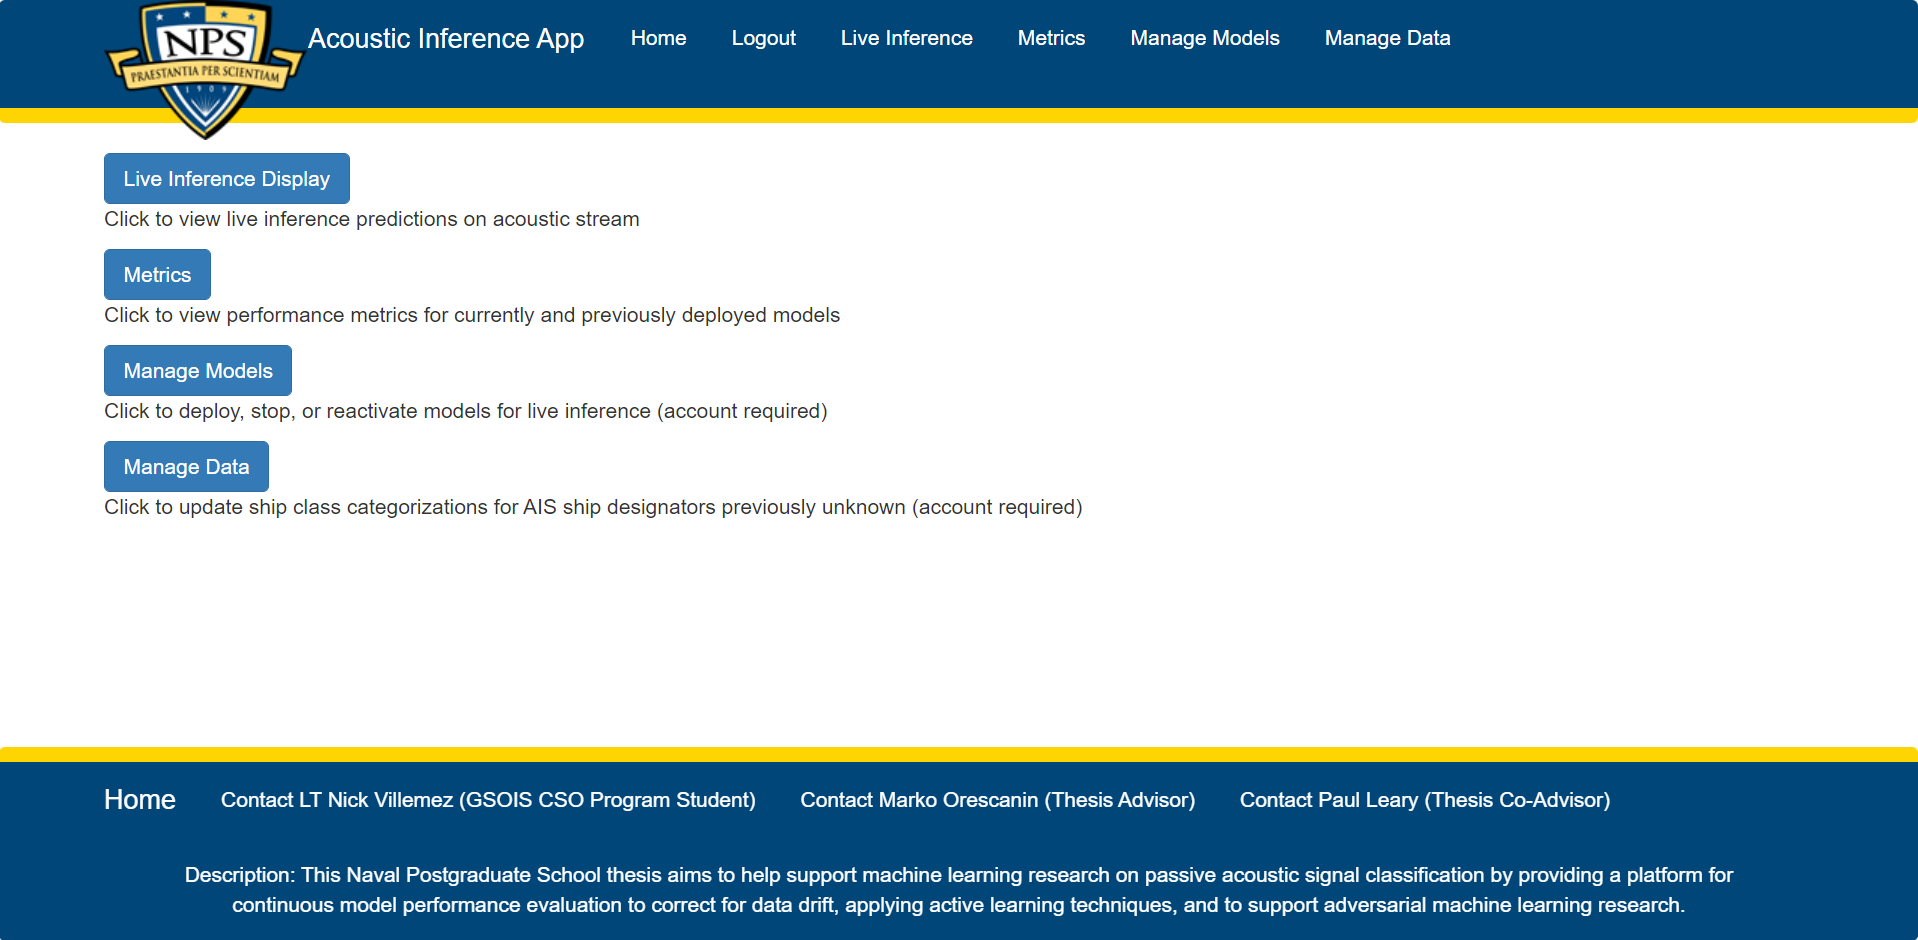 NPS
PRAESTANTIA PER SCIENTIAM
1909
Acoustic Inference App Home Logout Live Inference Metrics Manage Models Manage Data
Live Inference Display
Click to view live inference predictions on acoustic stream
Metrics
Click to view performance metrics for currently and previously deployed models
Manage Models
Click to deploy, stop, or reactivate models for live inference (account required)
Manage Data
Click to update ship class categorizations for AIS ship designators previously unknown (account required)
Home Contact LT Nick Villemez (GSOIS CSO Program Student) Contact Marko Orescanin (Thesis Advisor) Contact Paul Leary (Thesis Co-Advisor)
Description: This Naval Postgraduate School thesis aims to help support machine learning research on passive acoustic signal classification by providing a platform for
continuous model performance evaluation to correct for data drift, applying active learning techniques, and to support adversarial machine learning research.